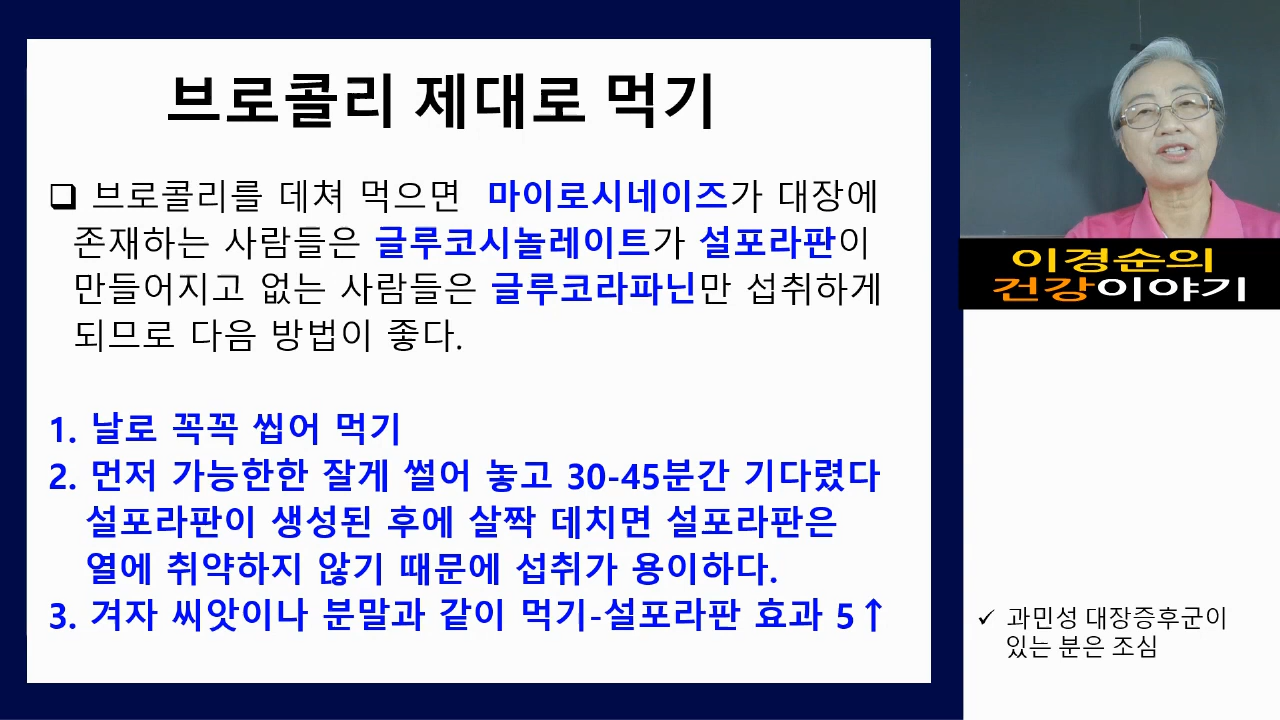 브로콜리 제대로 먹기
❑ 브로콜리를 데쳐 먹으면 마이로시네이즈가 대장에
존재하는 사람들은 글루코시놀레이트가 설포라판이
만들어지고 없는 사람들은 글루코라파닌만 섭취하게
되므로 다음 방법이 좋다.
1. 날로 꼭꼭 씹어 먹기
2. 먼저 가능한한 잘게 썰어 놓고 30-45분간 기다렸다
설포라판이 생성된 후에 살짝 데치면 설포라판은
열에 취약하지 않기 때문에 섭취가 용이하다.
3. 겨자 씨앗이나 분말과 같이 먹기-설포라판 효과 5↑
이경순의
건강이야기
✓ 과민성 대장증후군이
있는 분은 조심